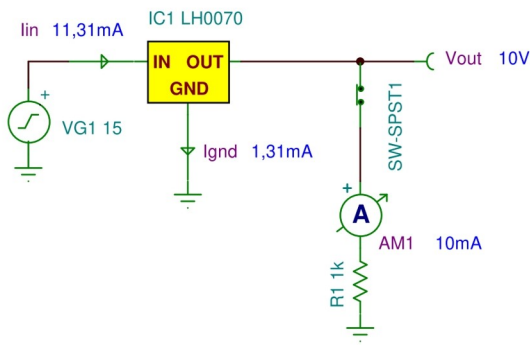 IC1 LH0070
Iin 11,31mA
IN OUT
GND
+
VG1 15
Vout 10V
SW-SPST1
Ignd 1,31mA
+
A
AM1 10mA
R1 1k